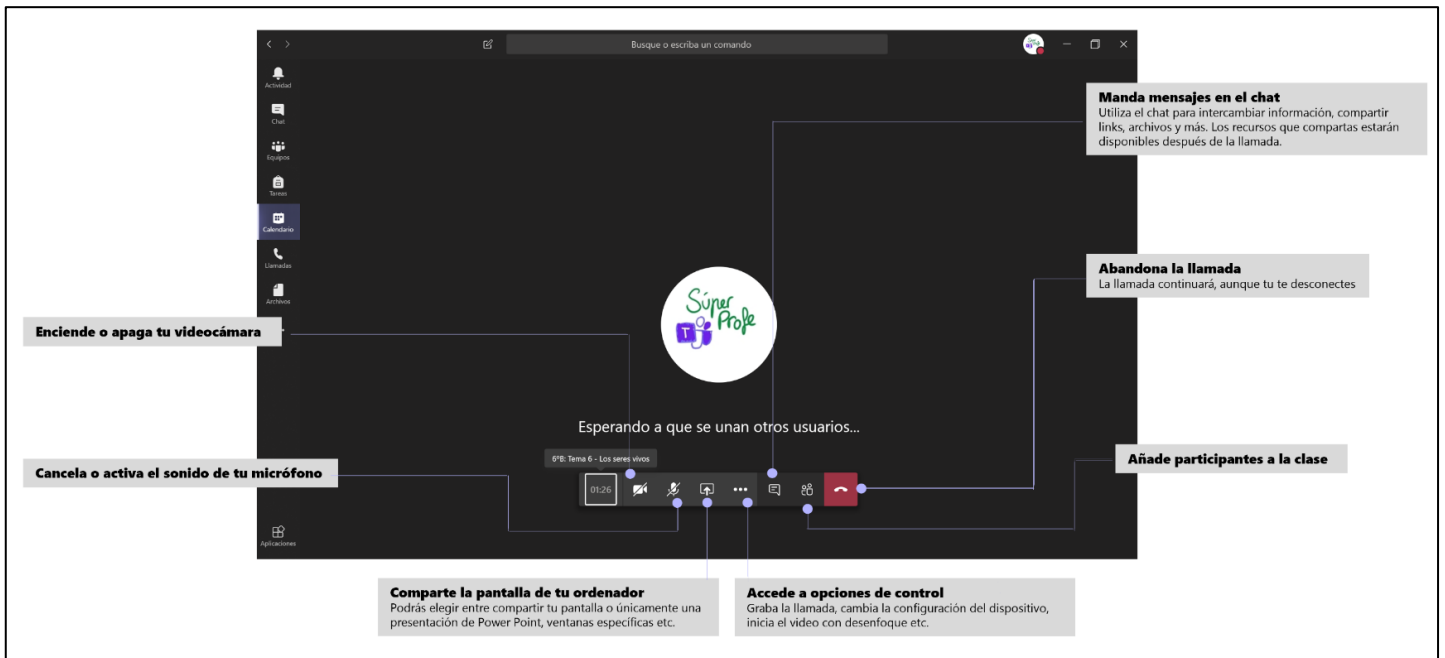 Busque o escriba un comando
Actividad
Chat
Equipos
Tareas
Calendario
Llamadas
Archivos
Aplicaciones
Súper
Profe
T
Esperando a que se unan otros usuarios...
6ºB: Tema 6 - Los seres vivos
01:26
Manda mensajes en el chat
Utiliza el chat para intercambiar información, compartir
links, archivos y más. Los recursos que compartas estarán
disponibles después de la llamada.
Abandona la llamada
La llamada continuará, aunque tu te desconectes
Enciende o apaga tu videocámara
Cancela o activa el sonido de tu micrófono
Añade participantes a la clase
Comparte la pantalla de tu ordenador
Podrás elegir entre compartir tu pantalla o únicamente una
presentación de Power Point, ventanas específicas etc.
Accede a opciones de control
Graba la llamada, cambia la configuración del dispositivo,
inicia el video con desenfoque etc.